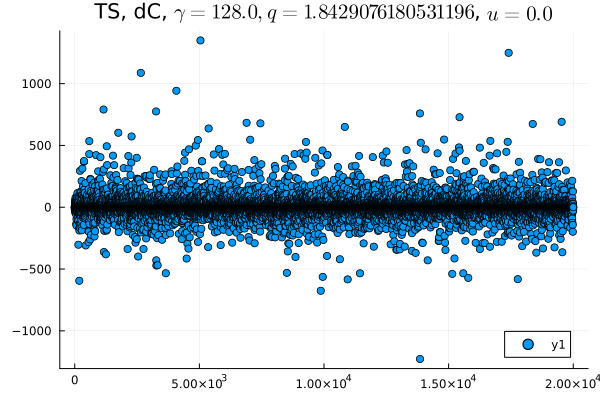 TS, dC, γ = 128.0, q = 1.8429076180531196, u = 0.0
1000
500
0
−500
−1000
y1
0 5.00×10³ 1.00×10⁴ 1.50×10⁴ 2.00×10⁴